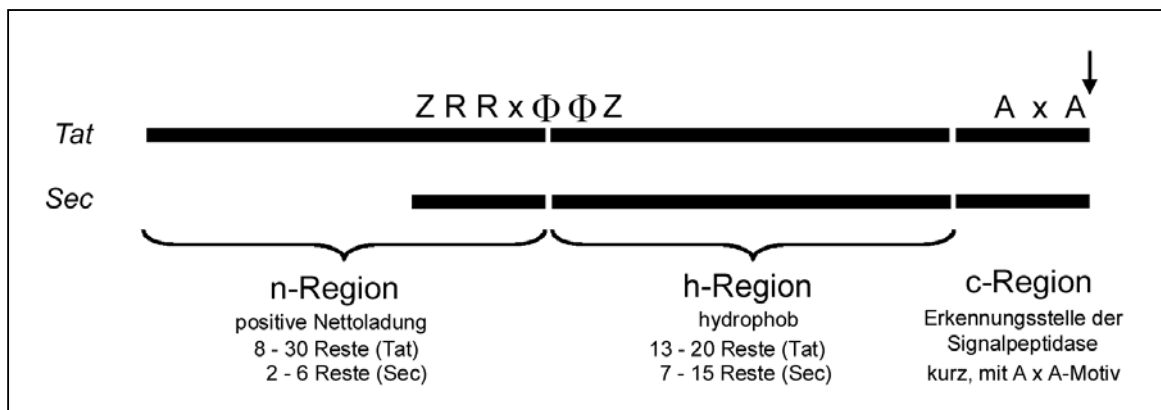 Z R R x Φ Φ Z A x A
Tat
Sec
n-Region h-Region c-Region
positive Nettoladung hydrophob Erkennungsstelle der
8 - 30 Reste (Tat) 13 - 20 Reste (Tat) Signalpeptidase
2 - 6 Reste (Sec) 7 - 15 Reste (Sec) kurz, mit A x A-Motiv